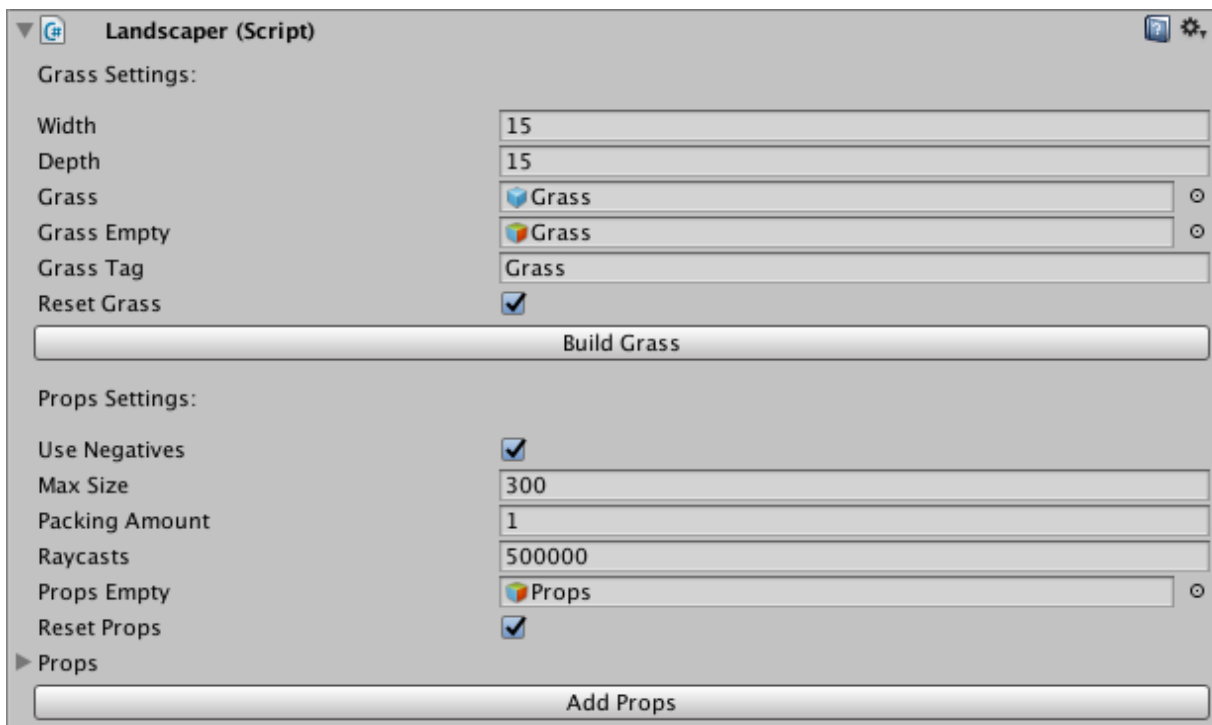 Landscaper (Script)
Grass Settings:
Width 15
Depth 15
Grass Grass
Grass Empty Grass
Grass Tag Grass
Reset Grass
Build Grass
Props Settings:
Use Negatives
Max Size 300
Packing Amount 1
Raycasts 500000
Props Empty Props
Reset Props
Props
Add Props